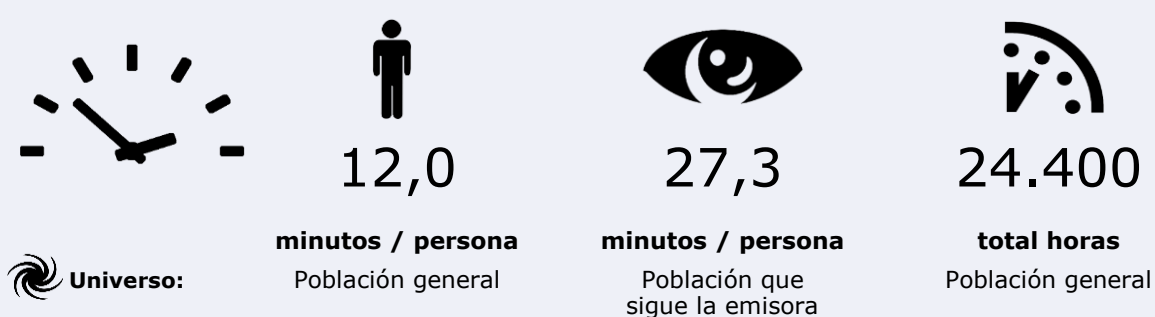 12,0 27,3 24.400
minutos / persona minutos / persona total horas
Universo: Población general Población que Población general
sigue la emisora